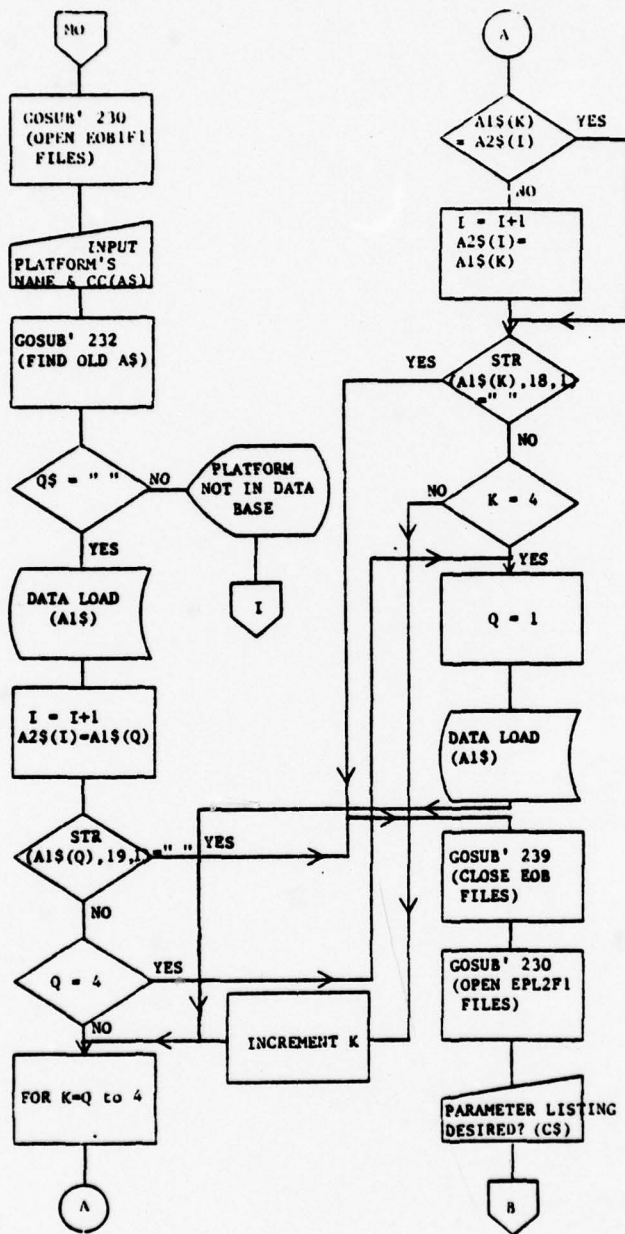 MO
GOSUB' 230
(OPEN EOB1F1
FILES)
INPUT
PLATFORM'S
NAME & CC(A$)
GOSUB' 232
(FIND OLD A$)
Q$ = " "
NO
YES
PLATFORM
NOT IN DATA
BASE
I
DATA LOAD
(A1$)
I = I+1
A2$(I)=A1$(Q)
STR
(A1$(Q),19,1)=" "
YES
NO
Q = 4
YES
NO
FOR K=Q to 4
A
INCREMENT K
A
A1$(K)
= A2$(I)
YES
NO
I = I+1
A2$(I)=
A1$(K)
STR
(A1$(K),18,1)
=" "
YES
NO
K = 4
NO
YES
Q = 1
DATA LOAD
(A1$)
GOSUB' 239
(CLOSE EOB
FILES)
GOSUB' 230
(OPEN EPL2F1
FILES)
PARAMETER LISTING
DESIRED? (C$)
B